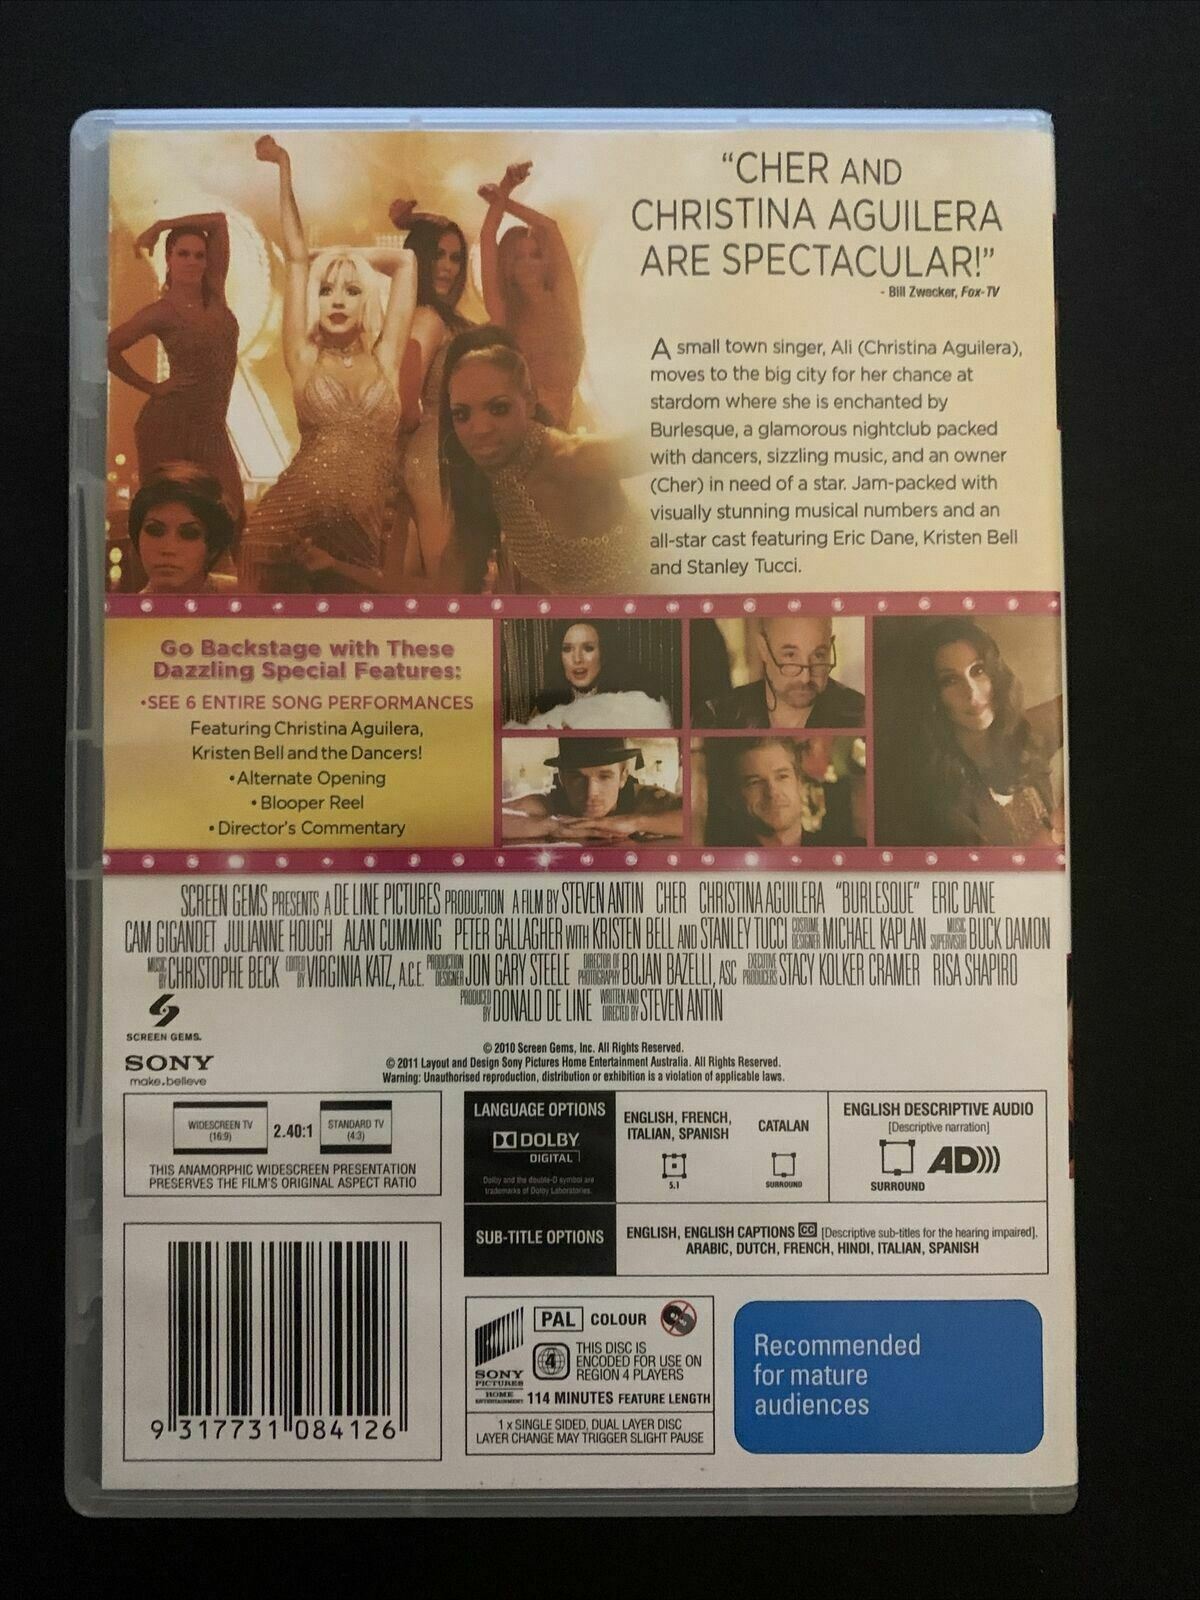 “CHER AND
CHRISTINA AGUILERA
ARE SPECTACULAR!”
- Bill Zwecker, Fox-TV
A small town singer, Ali (Christina Aguilera),
moves to the big city for her chance at
stardom where she is enchanted by
Burlesque, a glamorous nightclub packed
with dancers, sizzling music, and an owner
(Cher) in need of a star. Jam-packed with
visually stunning musical numbers and an
all-star cast featuring Eric Dane, Kristen Bell
and Stanley Tucci.
Go Backstage with These
Dazzling Special Features:
•SEE 6 ENTIRE SONG PERFORMANCES
Featuring Christina Aguilera,
Kristen Bell and the Dancers!
•Alternate Opening
• Blooper Reel
• Director's Commentary
SCREEN GEMS PRESENTS A DE LINE PICTURES PRODUCTION A FILM BY STEVEN ANTIN CHER CHRISTINA AGUILERA “BURLESQUE” ERIC DANE
CAM GIGANDET JULIANNE HOUGH ALAN CUMMING PETER GALLAGHER WITH KRISTEN BELL AND STANLEY TUCCI COSTUME DESIGNER MICHAEL KAPLAN MUSIC SUPERVISOR BUCK DAMON
MUSIC BY CHRISTOPHE BECK EDITED BY VIRGINIA KATZ, A.C.E. PRODUCTION DESIGNER JON GARY STEELE DIRECTOR OF PHOTOGRAPHY BOJAN BAZELLI, ASC EXECUTIVE PRODUCERS STACY KOLKER CRAMER RISA SHAPIRO
PRODUCED BY DONALD DE LINE WRITTEN AND DIRECTED BY STEVEN ANTIN
SCREEN GEMS.
SONY
make.believe
© 2010 Screen Gems, Inc. All Rights Reserved.
© 2011 Layout and Design Sony Pictures Home Entertainment Australia. All Rights Reserved.
Warning: Unauthorised reproduction, distribution or exhibition is a violation of applicable laws.
WIDESCREEN TV
(16:9)
2.40:1
STANDARD TV
(4:3)
THIS ANAMORPHIC WIDESCREEN PRESENTATION
PRESERVES THE FILM'S ORIGINAL ASPECT RATIO
LANGUAGE OPTIONS
DOLBY
DIGITAL
Dolby and the double-D symbol are
trademarks of Dolby Laboratories.
ENGLISH, FRENCH,
ITALIAN, SPANISH
5.1
CATALAN
SURROUND
ENGLISH DESCRIPTIVE AUDIO
[Descriptive narration]
SURROUND
AD)))
SUB-TITLE OPTIONS
ENGLISH, ENGLISH CAPTIONS CC [Descriptive sub-titles for the hearing impaired],
ARABIC, DUTCH, FRENCH, HINDI, ITALIAN, SPANISH
9 317731 084126
SONY
PICTURES
HOME
ENTERTAINMENT
PAL COLOUR
4
THIS DISC IS
ENCODED FOR USE ON
REGION 4 PLAYERS
114 MINUTES FEATURE LENGTH
1 x SINGLE SIDED, DUAL LAYER DISC
LAYER CHANGE MAY TRIGGER SLIGHT PAUSE
Recommended
for mature
audiences